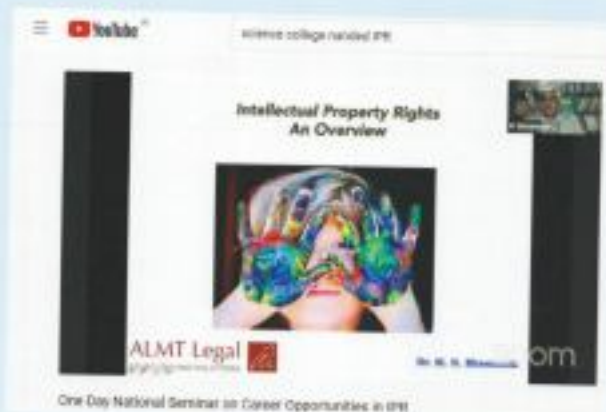 YouTube
science college nanded IPR
Intellectual Property Rights
An Overview
ALMT Legal
om
One Day National Seminar on Career Opportunities in IPR